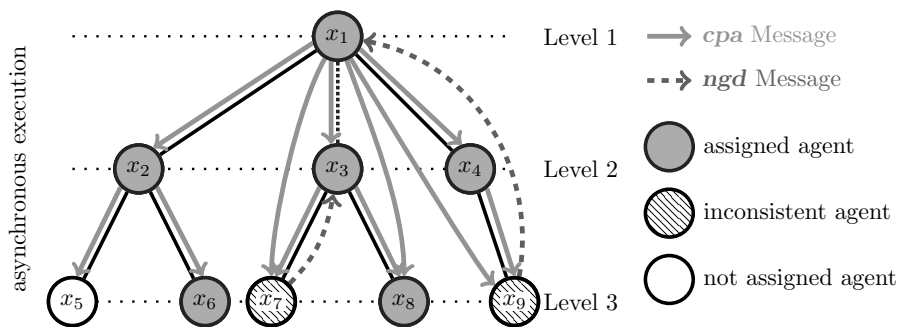 asynchronous execution
x1 Level 1
x2 x3 x4 Level 2
x5 x6 x7 x8 x9 Level 3
cpa Message
ngd Message
assigned agent
inconsistent agent
not assigned agent